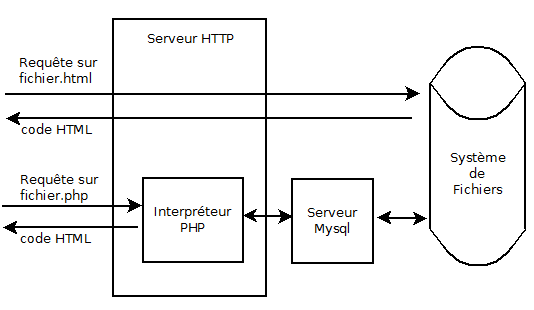 Serveur HTTP
Requête sur
fichier.html
code HTML
Système
de
Fichiers
Requête sur
fichier.php
code HTML
Interpréteur
PHP
Serveur
Mysql